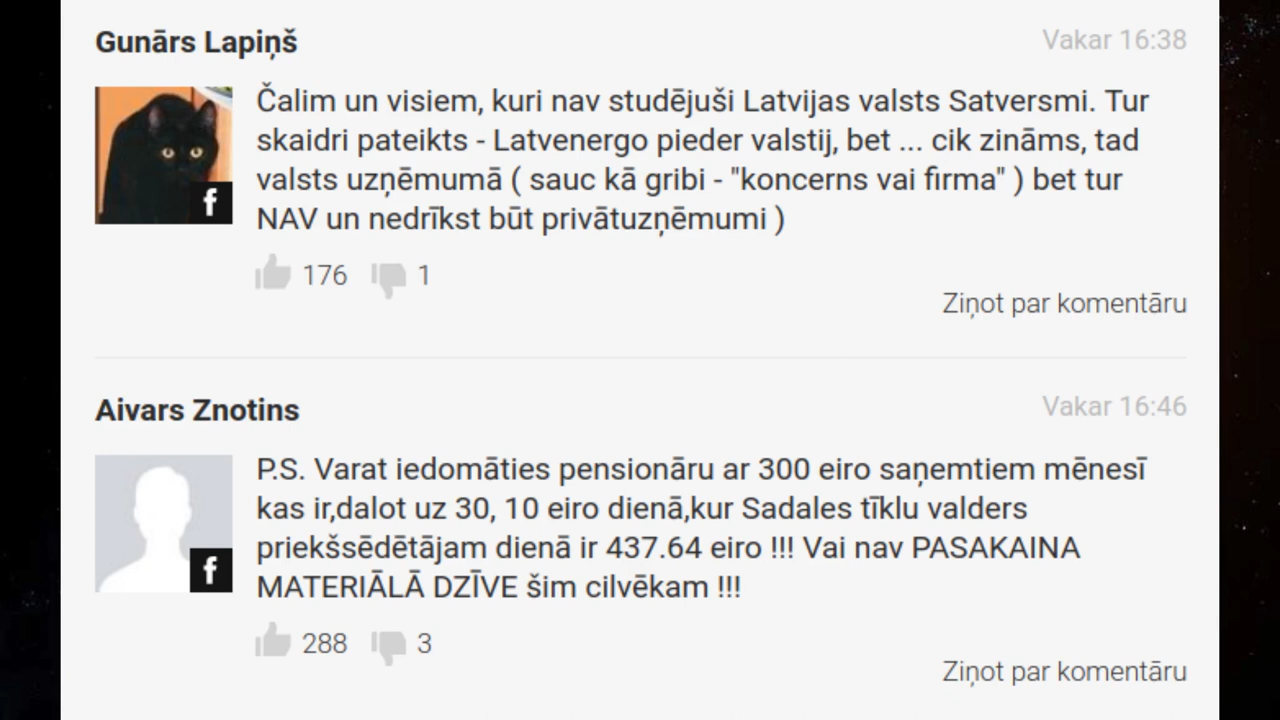 Gunārs Lapiņš
Vakar 16:38
Čalim un visiem, kuri nav studējuši Latvijas valsts Satversmi. Tur
skaidri pateikts - Latvenergo pieder valstij, bet ... cik zināms, tad
valsts uzņēmumā ( sauc kā gribi - "koncerns vai firma" ) bet tur
NAV un nedrīkst būt privātuzņēmumi )
176 1
Ziņot par komentāru
Aivars Znotins
Vakar 16:46
P.S. Varat iedomāties pensionāru ar 300 eiro saņemtiem mēnesī
kas ir,dalot uz 30, 10 eiro dienā,kur Sadales tīklu valders
priekšsēdētājam dienā ir 437.64 eiro !!! Vai nav PASAKAINA
MATERIĀLĀ DZĪVE šim cilvēkam !!!
288 3
Ziņot par komentāru